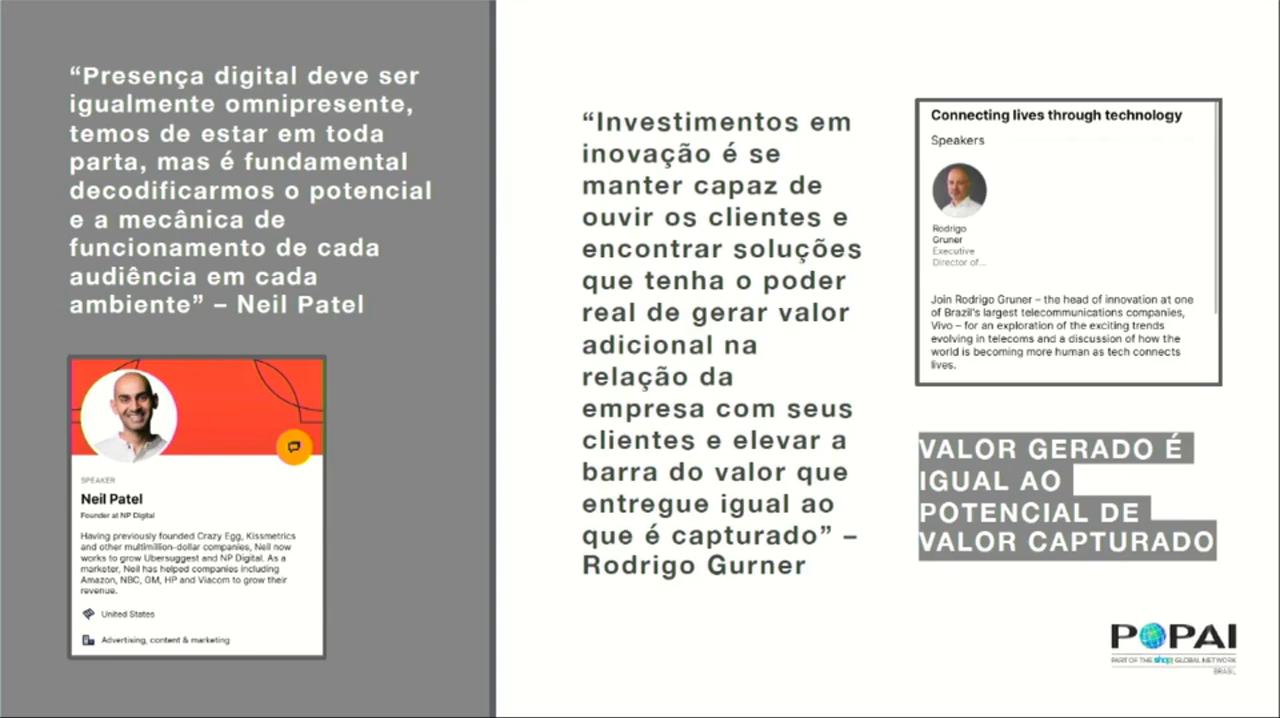 “Presença digital deve ser
igualmente omnipresente,
temos de estar em toda
parta, mas é fundamental
decodificarmos o potencial
e a mecânica de
funcionamento de cada
audiência em cada
ambiente” – Neil Patel
SPEAKER
Neil Patel
Founder at NP Digital
Having previously founded Crazy Egg, Kissmetrics
and other multimillion-dollar companies, Neil now
works to grow Ubersuggest and NP Digital. As a
marketer, Neil has helped companies including
Amazon, NBC, GM, HP and Viacom to grow their
revenue.
United States
Advertising, content & marketing
“Investimentos em
inovação é se
manter capaz de
ouvir os clientes e
encontrar soluções
que tenha o poder
real de gerar valor
adicional na
relação da
empresa com seus
clientes e elevar a
barra do valor que
entregue igual ao
que é capturado” –
Rodrigo Gurner
Connecting lives through technology
Speakers
Rodrigo
Gruner
Executive
Director of...
Join Rodrigo Gruner – the head of innovation at one
of Brazil's largest telecommunications companies,
Vivo – for an exploration of the exciting trends
evolving in telecoms and a discussion of how the
world is becoming more human as tech connects
lives.
VALOR GERADO É
IGUAL AO
POTENCIAL DE
VALOR CAPTURADO
POPAI
PART OF THE shop! GLOBAL NETWORK
BRASIL